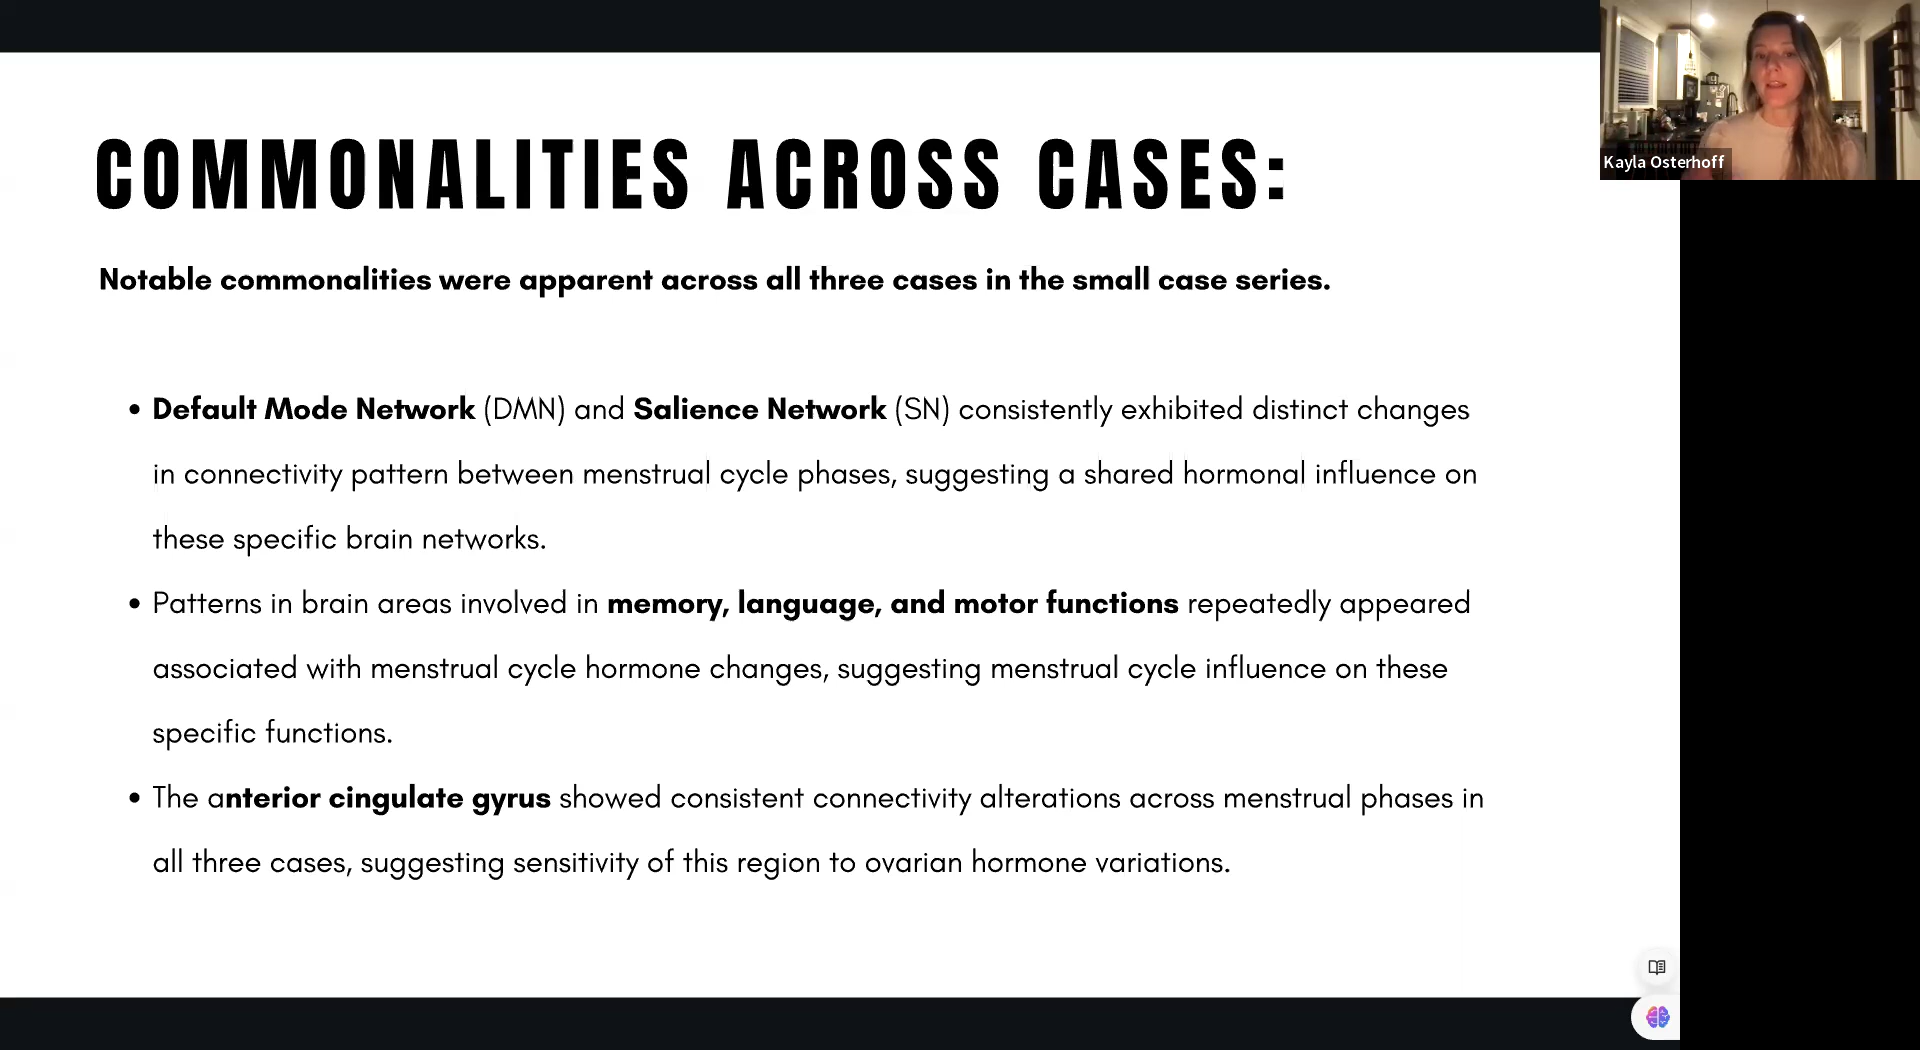 COMMONALITIES ACROSS CASES:
Notable commonalities were apparent across all three cases in the small case series.
• Default Mode Network (DMN) and Salience Network (SN) consistently exhibited distinct changes
in connectivity pattern between menstrual cycle phases, suggesting a shared hormonal influence on
these specific brain networks.
• Patterns in brain areas involved in memory, language, and motor functions repeatedly appeared
associated with menstrual cycle hormone changes, suggesting menstrual cycle influence on these
specific functions.
• The anterior cingulate gyrus showed consistent connectivity alterations across menstrual phases in
all three cases, suggesting sensitivity of this region to ovarian hormone variations.
Kayla Osterhoff